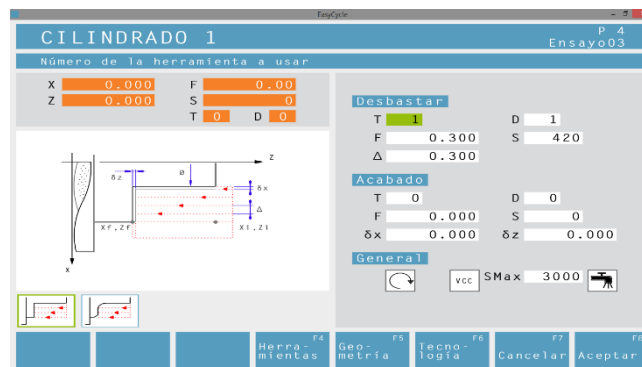 EasyCycle
CILINDRADO 1
P 4
Ensayo03
Número de la herramienta a usar
X 0.000 F 0.00
Z 0.000 S 0
T 0 D 0
Desbastar
T 1 D 1
F 0.300 S 420
Δ 0.300
Acabado
T 0 D 0
F 0.000 S 0
δx 0.000 δz 0.000
General
vcc SMax 3000
z
δz
ø
δx
Δ
Xf,Zf
Xi,Zi
x
F4 Herra-
mientas
F5 Geo-
metría
F6 Tecno-
logía
F7
Cancelar
F8
Aceptar